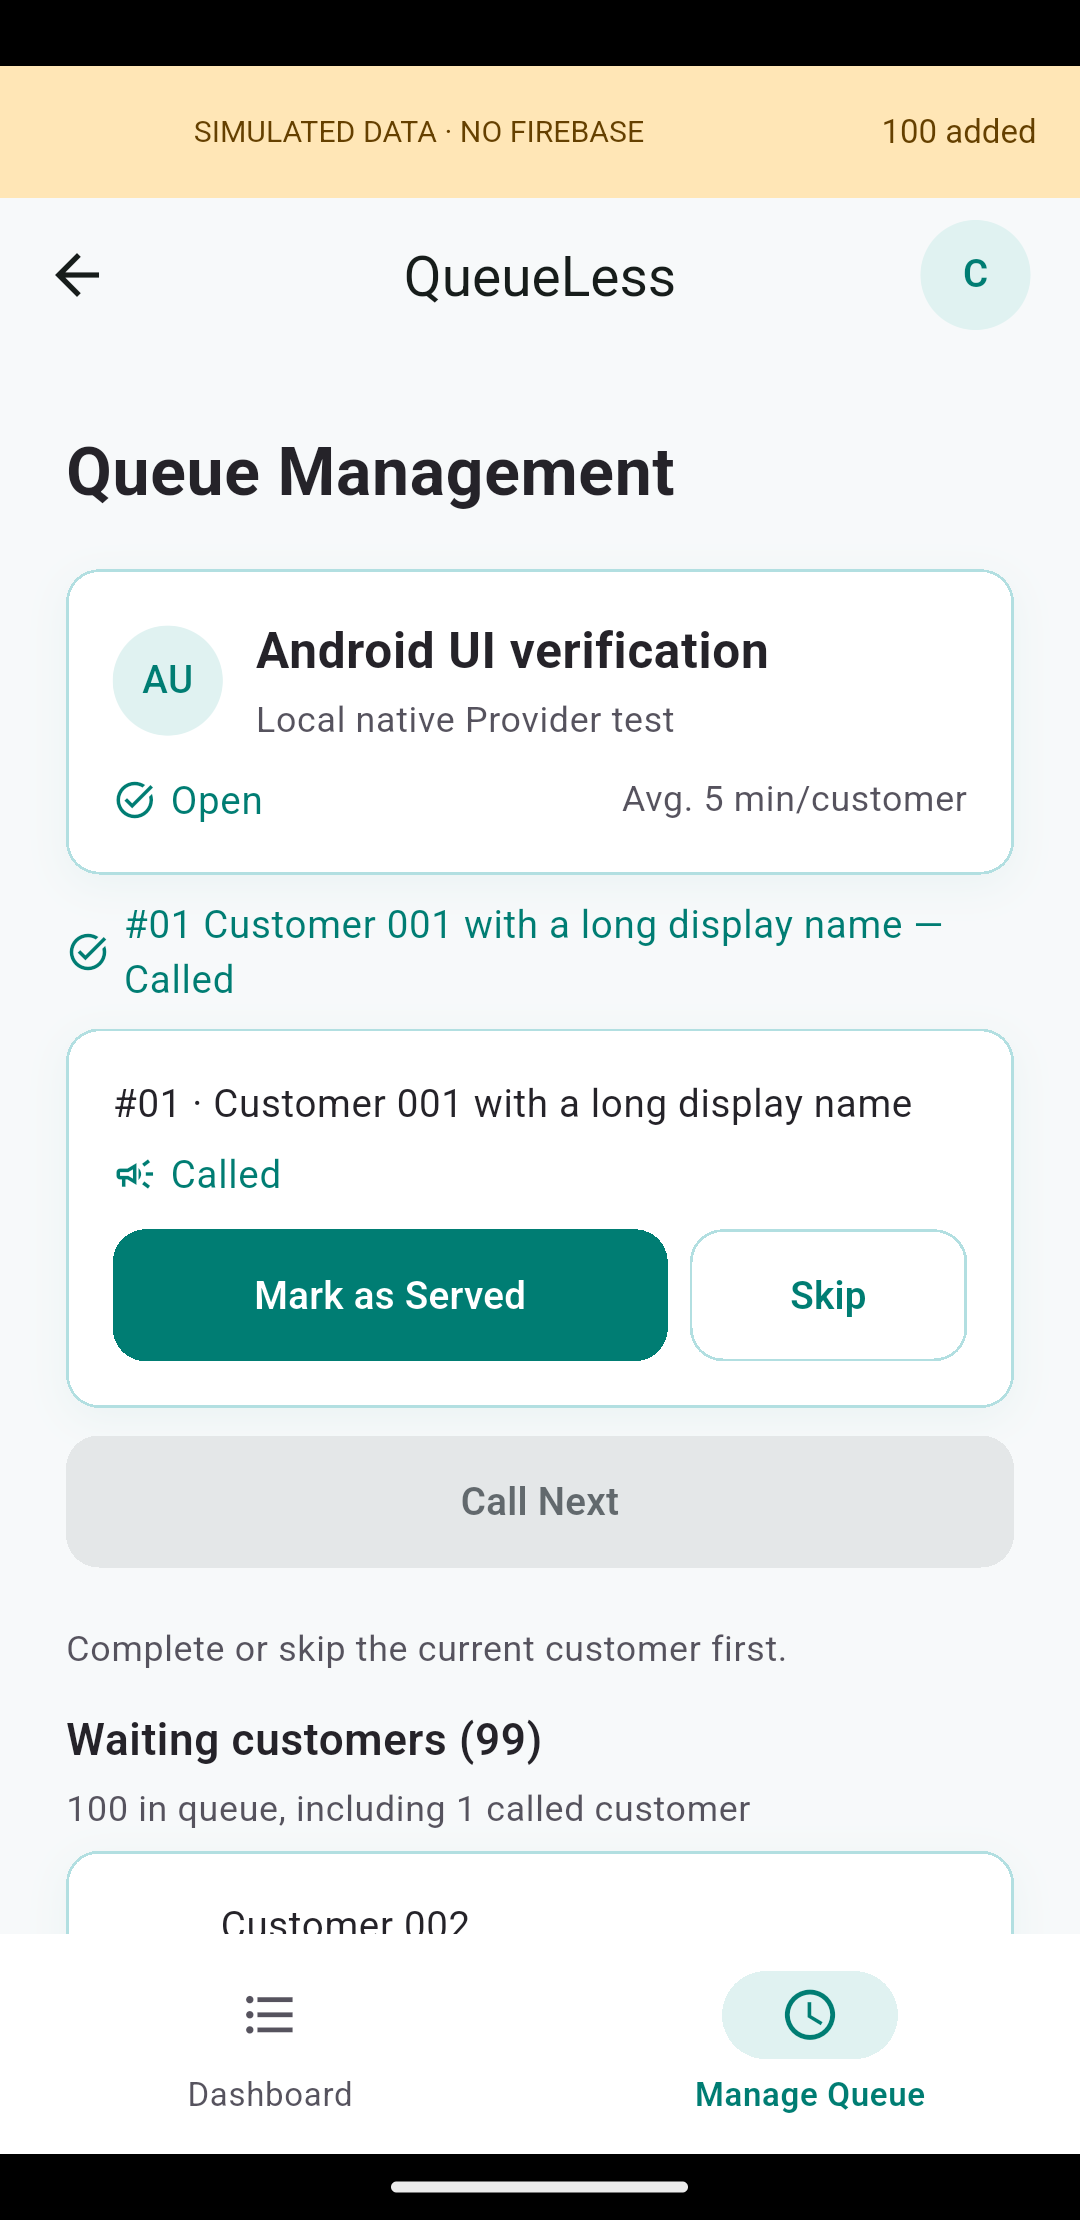 SIMULATED DATA · NO FIREBASE
100 added
QueueLess
C
Queue Management
AU
Android UI verification
Local native Provider test
Open
Avg. 5 min/customer
#01 Customer 001 with a long display name —
Called
#01 · Customer 001 with a long display name
Called
Mark as Served
Skip
Call Next
Complete or skip the current customer first.
Waiting customers (99)
100 in queue, including 1 called customer
Customer 002
Dashboard
Manage Queue